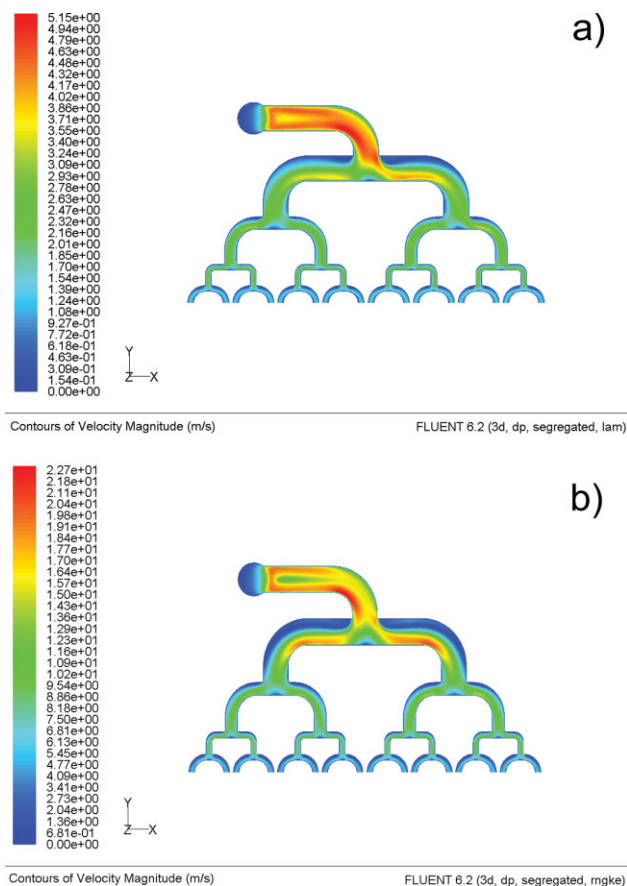 5.15e+00
4.94e+00
4.79e+00
4.63e+00
4.48e+00
4.32e+00
4.17e+00
4.02e+00
3.86e+00
3.71e+00
3.55e+00
3.40e+00
3.24e+00
3.09e+00
2.93e+00
2.78e+00
2.63e+00
2.47e+00
2.32e+00
2.16e+00
2.01e+00
1.85e+00
1.70e+00
1.54e+00
1.39e+00
1.24e+00
1.08e+00
9.27e-01
7.72e-01
6.18e-01
4.63e-01
3.09e-01
1.54e-01
0.00e+00
a)
Y
Z X
Contours of Velocity Magnitude (m/s)
FLUENT 6.2 (3d, dp, segregated, lam)
2.27e+01
2.18e+01
2.11e+01
2.04e+01
1.98e+01
1.91e+01
1.84e+01
1.77e+01
1.70e+01
1.64e+01
1.57e+01
1.50e+01
1.43e+01
1.36e+01
1.29e+01
1.23e+01
1.16e+01
1.09e+01
1.02e+01
9.54e+00
8.86e+00
8.18e+00
7.50e+00
6.81e+00
6.13e+00
5.45e+00
4.77e+00
4.09e+00
3.41e+00
2.73e+00
2.04e+00
1.36e+00
6.81e-01
0.00e+00
b)
Y
Z X
Contours of Velocity Magnitude (m/s)
FLUENT 6.2 (3d, dp, segregated, rngke)